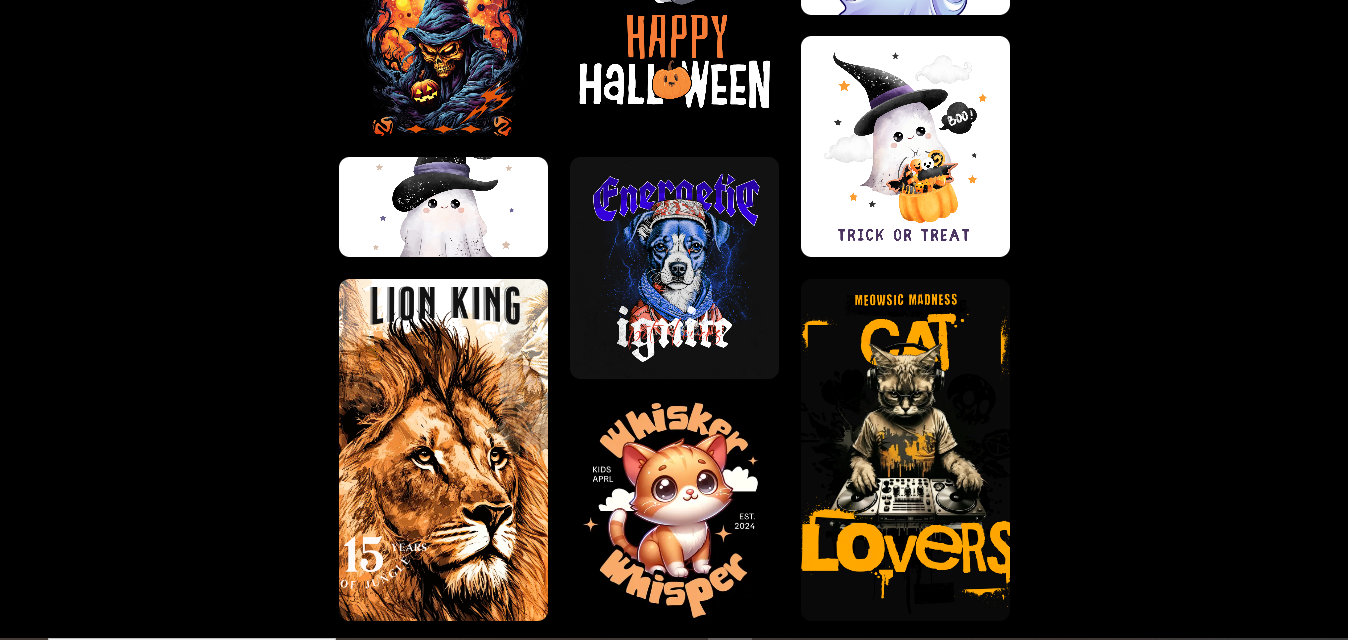 HAPPY
HALLOWEEN
BOO!
TRICK OR TREAT
Energetic
ignite
LION KING
15 YEARS
OF JUNGLE
MEOWSIC MADNESS
CAT
LOVERS
Whisker
KIDS
APRL
EST.
2024
Whisper